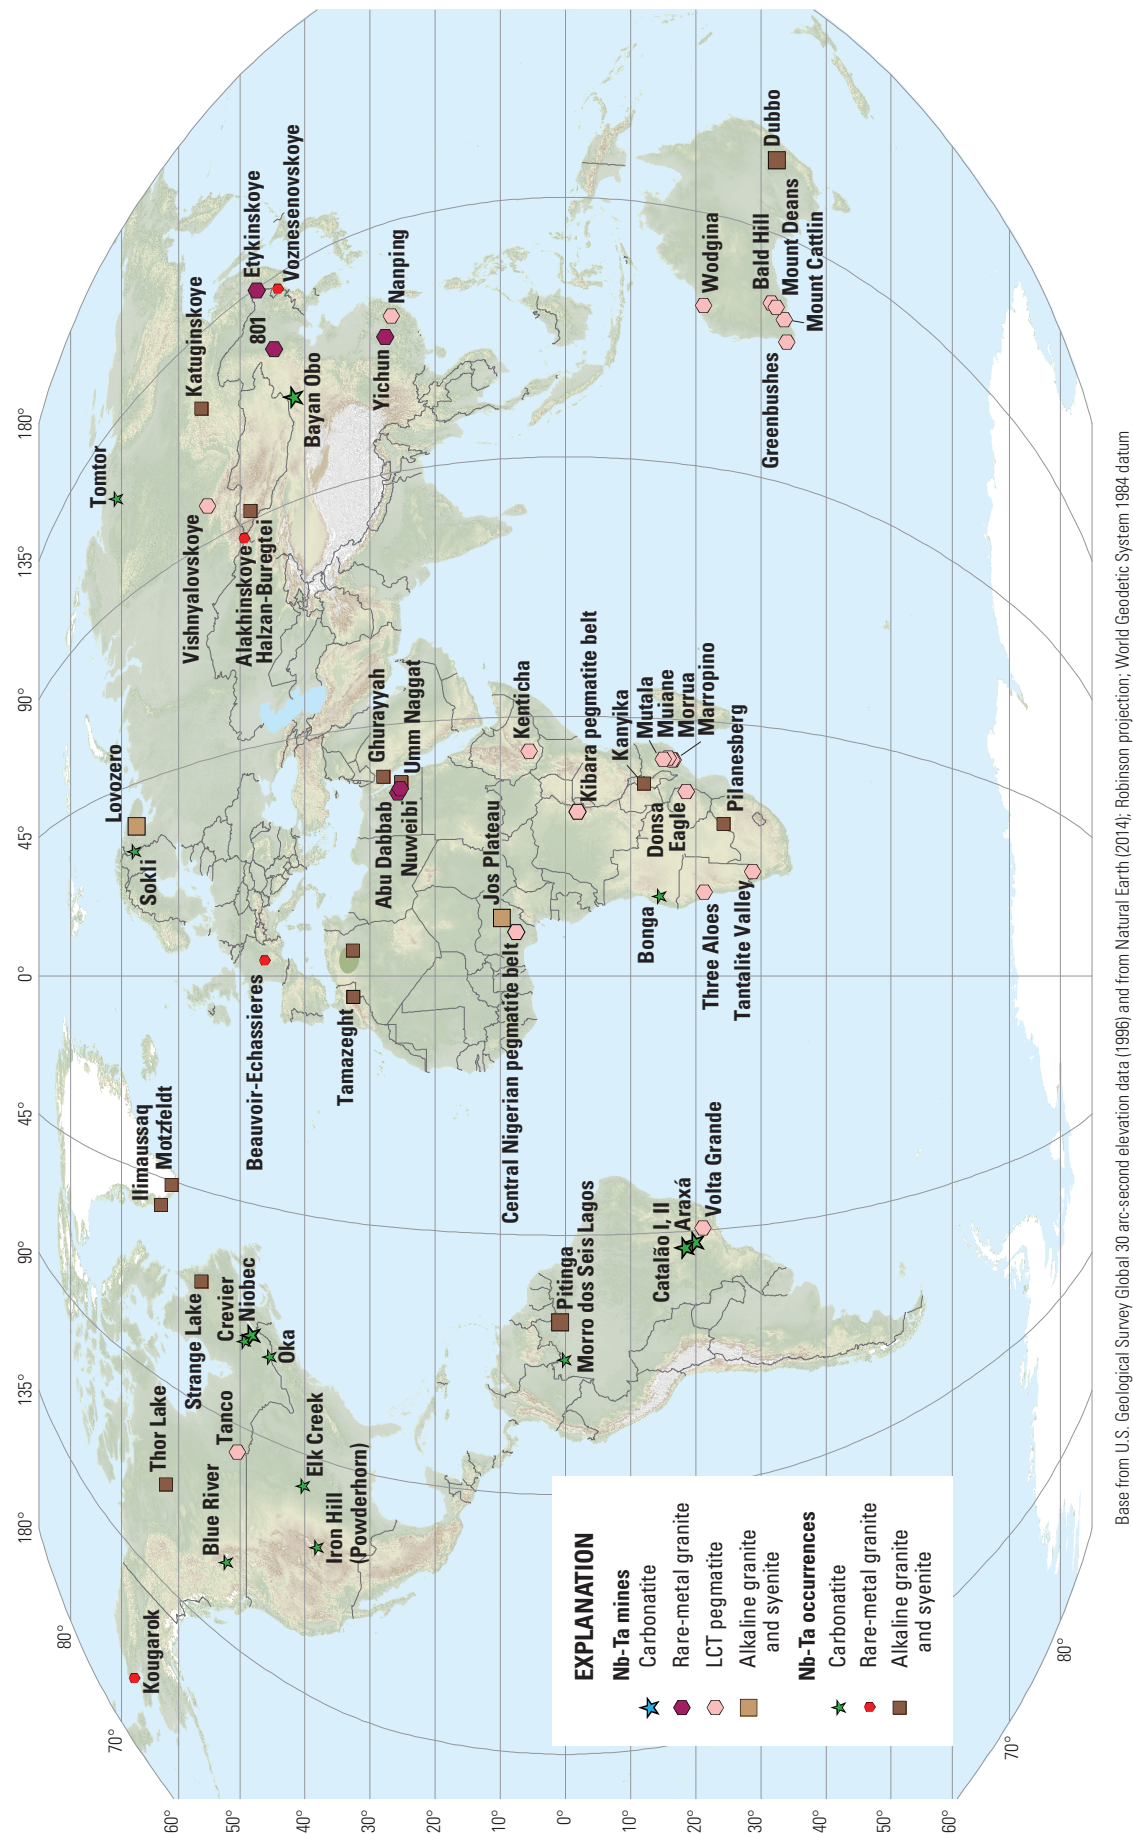 180°
135°
90°
45°
0°
45°
90°
135°
180°
80°
70°
60°
50°
40°
30°
20°
10°
0°
10°
20°
30°
40°
50°
60°
70°
80°
Kougarok
Blue River
Thor Lake
Tanco
Iron Hill
(Powderhorn)
Elk Creek
Strange Lake
Crevier
Niobec
Oka
Ilimaussaq
Motzfeldt
Pitinga
Morro dos Seis Lagos
Catalão I, II
Araxá
Volta Grande
Beauvoir-Echassieres
Tamazeght
Central Nigerian pegmatite belt
Jos Plateau
Sokli
Lovozero
Abu Dabbab
Nuweibi
Ghurayyah
Umm Naggat
Kenticha
Kibara pegmatite belt
Kanyika
Mutala
Muiane
Morrua
Marropino
Donsa
Eagle
Pilanesberg
Bonga
Three Aloes
Tantalite Valley
Tomtor
Vishnyalovskoye
Alakhinskoye
Halzan-Buregtei
Katuginskoye
801
Etykinskoye
Voznesenovskoye
Bayan Obo
Yichun
Nanping
Wodgina
Bald Hill
Mount Deans
Mount Cattlin
Greenbushes
Dubbo
EXPLANATION
Nb-Ta mines
Carbonatite
Rare-metal granite
LCT pegmatite
Alkaline granite
and syenite
Nb-Ta occurrences
Carbonatite
Rare-metal granite
Alkaline granite
and syenite
Base from U.S. Geological Survey Global 30 arc-second elevation data (1996) and from Natural Earth (2014); Robinson projection; World Geodetic System 1984 datum